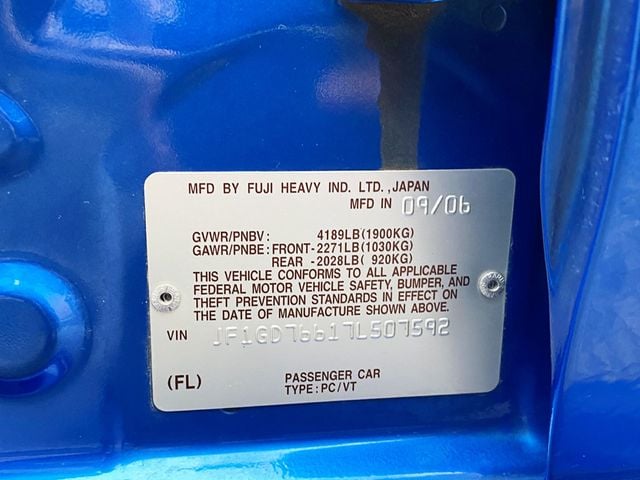 MFD BY FUJI HEAVY IND. LTD.,JAPAN
MFD IN 09/06
GVWR/PNBV: 4189LB(1900KG)
GAWR/PNBE: FRONT-2271LB(1030KG)
REAR -2028LB( 920KG)
THIS VEHICLE CONFORMS TO ALL APPLICABLE
FEDERAL MOTOR VEHICLE SAFETY, BUMPER, AND
THEFT PREVENTION STANDARDS IN EFFECT ON
THE DATE OF MANUFACTURE SHOWN ABOVE.
VIN JF1GD76617L507592
(FL) PASSENGER CAR
TYPE:PC/VT